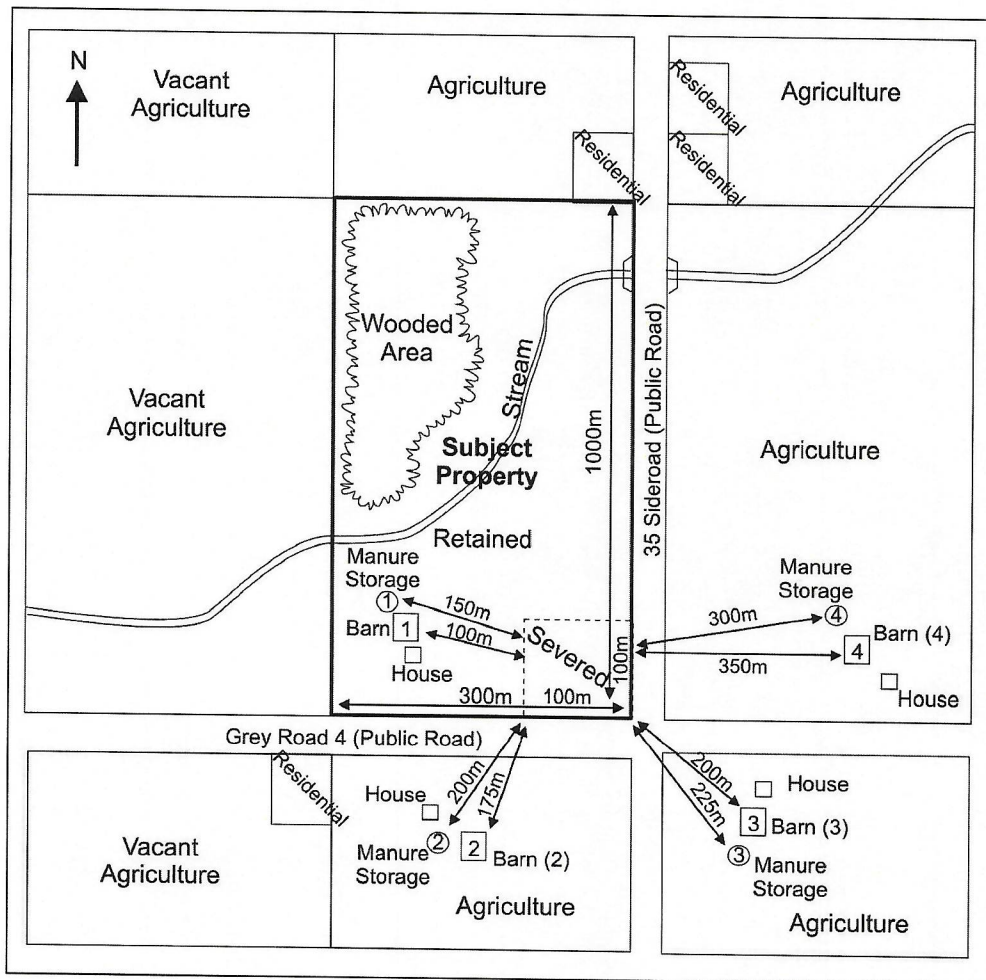 N
Vacant
Agriculture
Agriculture
Residential
Residential
Residential
Agriculture
Wooded
Area
Stream
1000m
35 Sideroad (Public Road)
Vacant
Agriculture
Subject
Property
Agriculture
Retained
Manure
Storage
1
150m
Barn
1
100m
House
Severed
100m
300m
100m
Manure
Storage
300m
4
Barn (4)
350m
4
House
Grey Road 4 (Public Road)
Residential
House
200m
175m
Manure
Storage
2
2
Barn (2)
Vacant
Agriculture
Agriculture
200m
225m
House
3
Barn (3)
3
Manure
Storage
Agriculture